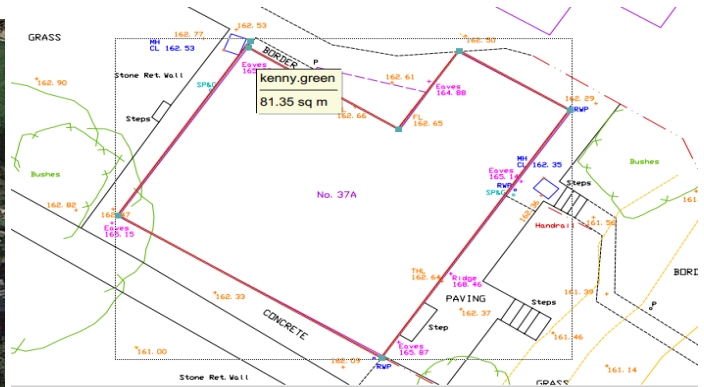 GRASS
162.77
162.53
MH
CL 162.53
BORDER
P
162.50
Stone Ret. Wall
Eaves
kenny.green
81.35 sq m
162.61
Eaves
164.88
162.90
SP&G
162.66
FL
162.65
162.29
RWP
Steps
MH
CL 162.35
Eaves
165.14
RWP
SP&G
Steps
Bushes
Bushes
No. 37A
162.82
Eaves
165.15
161.56
Handrail
THL
162.64
Ridge
168.46
BORD
162.33
PAVING
161.39
P
162.37
Steps
CONCRETE
Step
161.46
161.00
Eaves
165.87
162.09
RWP
161.14
Stone Ret. Wall
GRASS